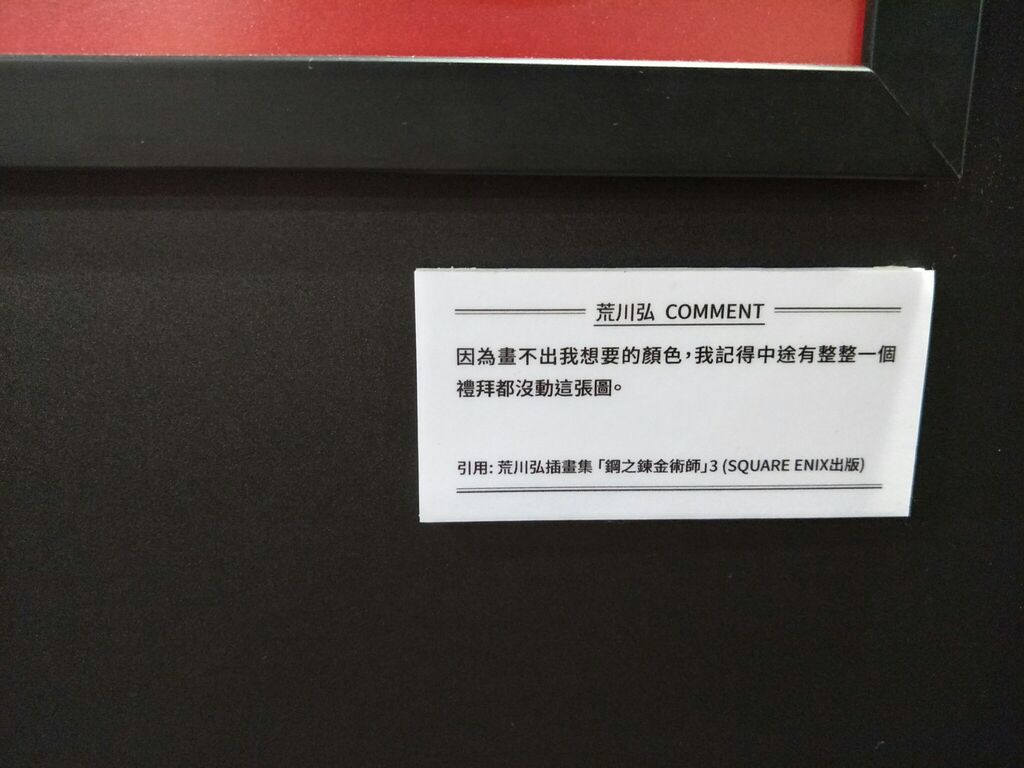 荒川弘 COMMENT
因為畫不出我想要的顏色，我記得中途有整整一個
禮拜都沒動這張圖。
引用: 荒川弘插畫集「鋼之鍊金術師」3 (SQUARE ENIX出版)